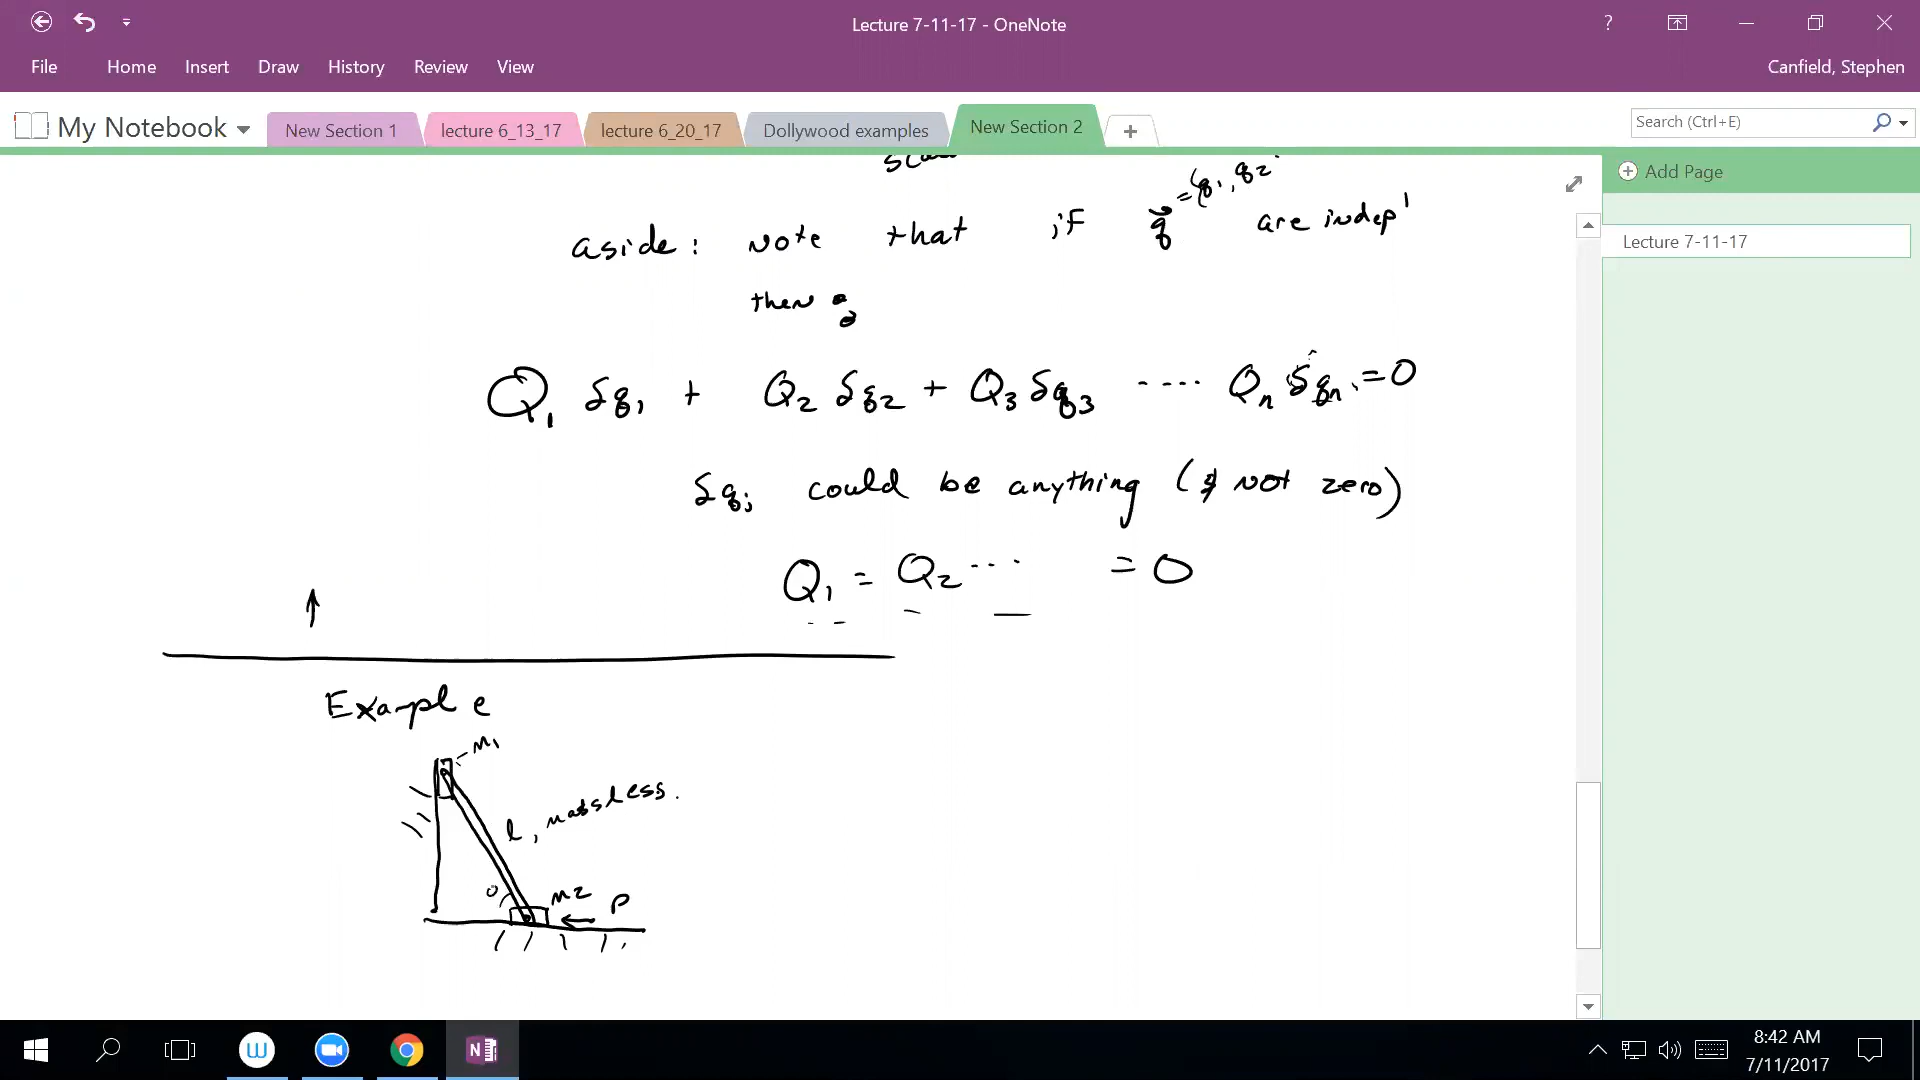 Lecture 7-11-17 - OneNote
?
File Home Insert Draw History Review View
Canfield, Stephen
My Notebook
New Section 1
lecture 6_13_17
lecture 6_20_17
Dollywood examples
New Section 2
Search (Ctrl+E)
Add Page
Lecture 7-11-17
= {q1, q2
aside: note that if q are indep'
then
Q1 δq1 + Q2 δq2 + Q3 δq3 .... Qn δqn = 0
δqi could be anything (& not zero)
Q1 = Q2 ... = 0
Example
m1
l, massless.
θ
m2
P
8:42 AM
7/11/2017